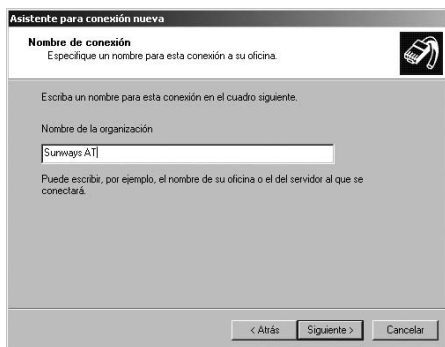 Asistente para conexión nueva
Nombre de conexión
Especifique un nombre para esta conexión a su oficina.
Escriba un nombre para esta conexión en el cuadro siguiente.
Nombre de la organización
Sunways AT
Puede escribir, por ejemplo, el nombre de su oficina o el del servidor al que se
conectará.
< Atrás
Siguiente >
Cancelar